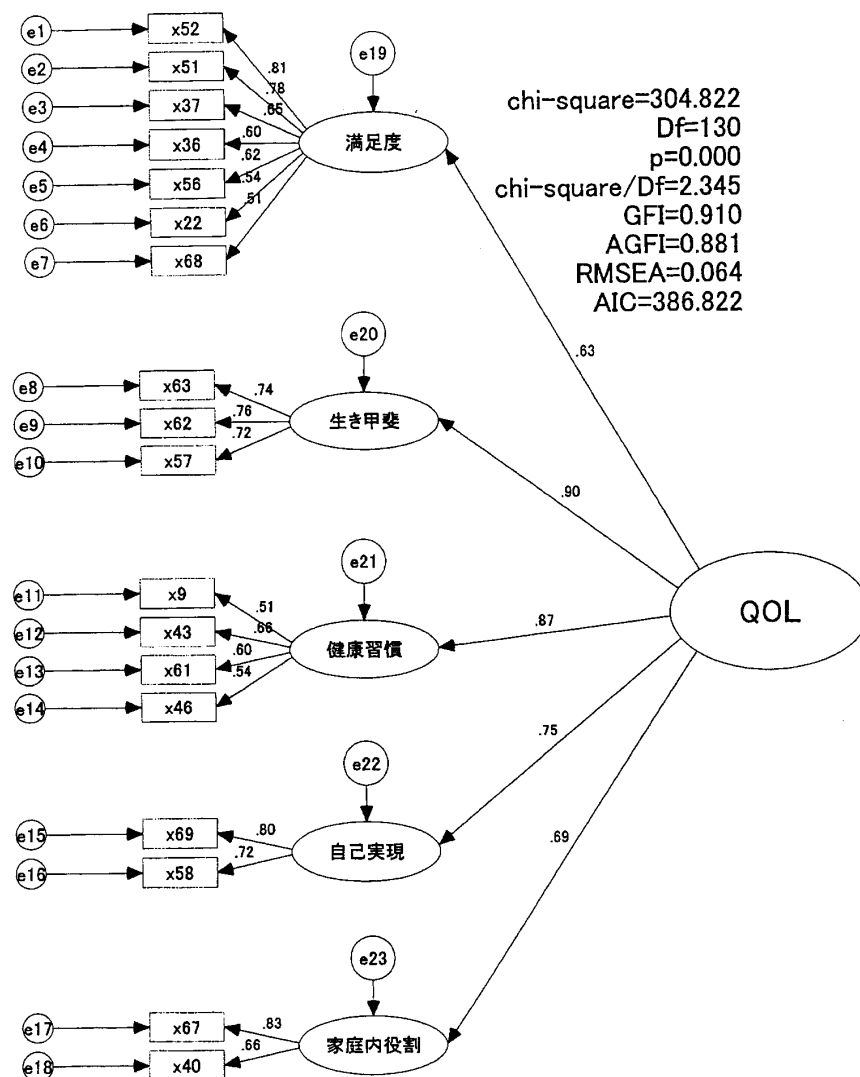 e1
x52
e19
.81
e2
x51
.78
chi-square=304.822
e3
x37
.65
Df=130
e4
x36
.60
満足度
p=0.000
e5
x56
.62
chi-square/Df=2.345
e6
x22
.54
GFI=0.910
e7
x68
.51
AGFI=0.881
RMSEA=0.064
AIC=386.822
.63
e20
e8
x63
.74
e9
x62
.76
生き甲斐
e10
x57
.72
.90
e21
e11
x9
.51
QOL
e12
x43
.66
健康習慣
.87
e13
x61
.60
e14
x46
.54
.75
e22
e15
x69
.80
自己実現
.69
e16
x58
.72
e23
e17
x67
.83
家庭内役割
e18
x40
.66